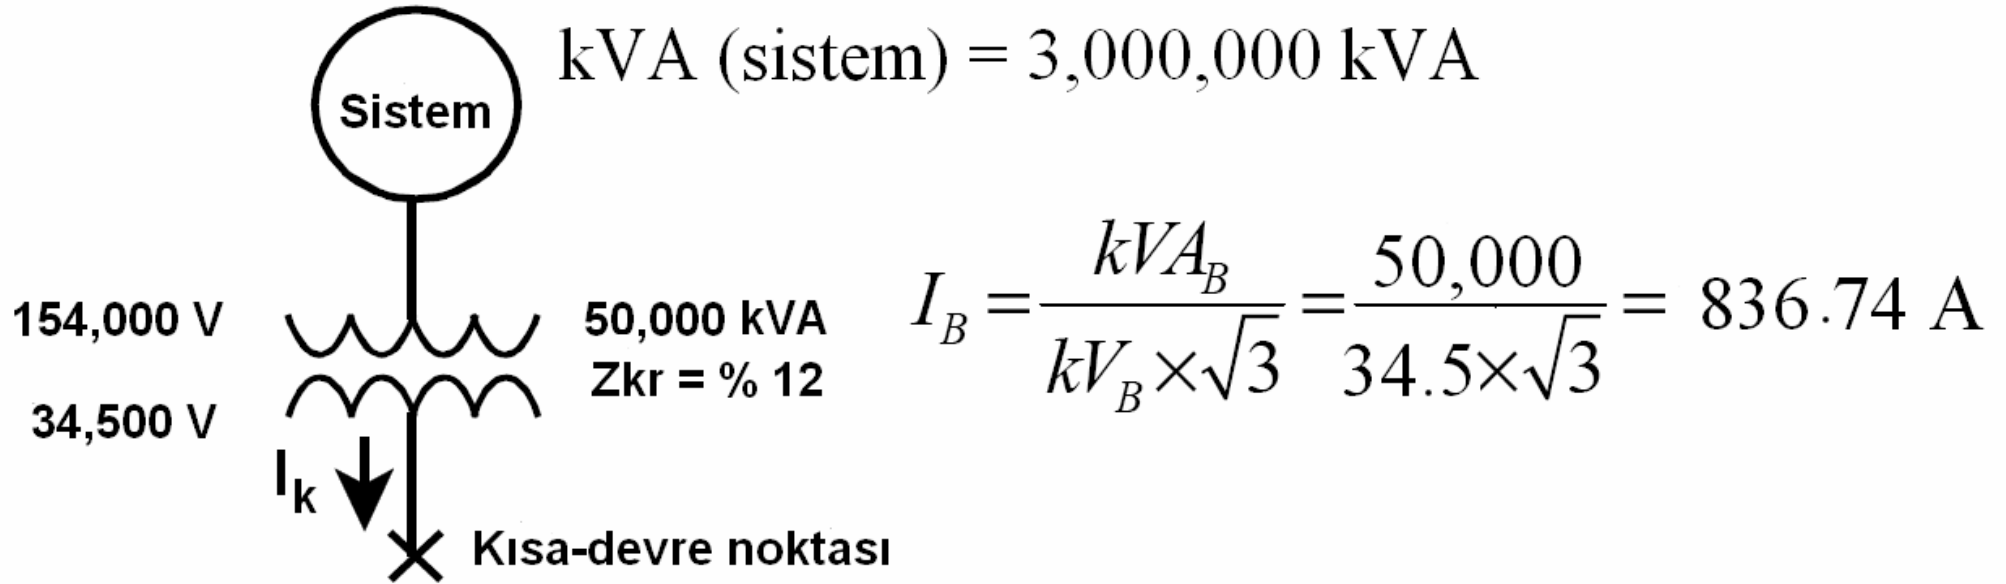 kVA (sistem) = 3,000,000 kVA
Sistem
154,000 V
50,000 kVA
Zkr = % 12
34,500 V
I_B = kVA_B / (kV_B × √3) = 50,000 / (34.5 × √3) = 836.74 A
I_k
Kısa-devre noktası